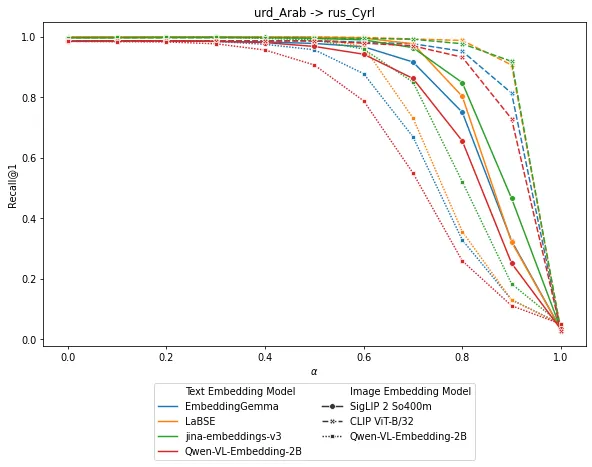 urd_Arab -> rus_Cyrl
Recall@1
1.0
0.8
0.6
0.4
0.2
0.0
0.0 0.2 0.4 0.6 0.8 1.0
α
Text Embedding Model
EmbeddingGemma
LaBSE
jina-embeddings-v3
Qwen-VL-Embedding-2B
Image Embedding Model
SigLIP 2 So400m
CLIP ViT-B/32
Qwen-VL-Embedding-2B